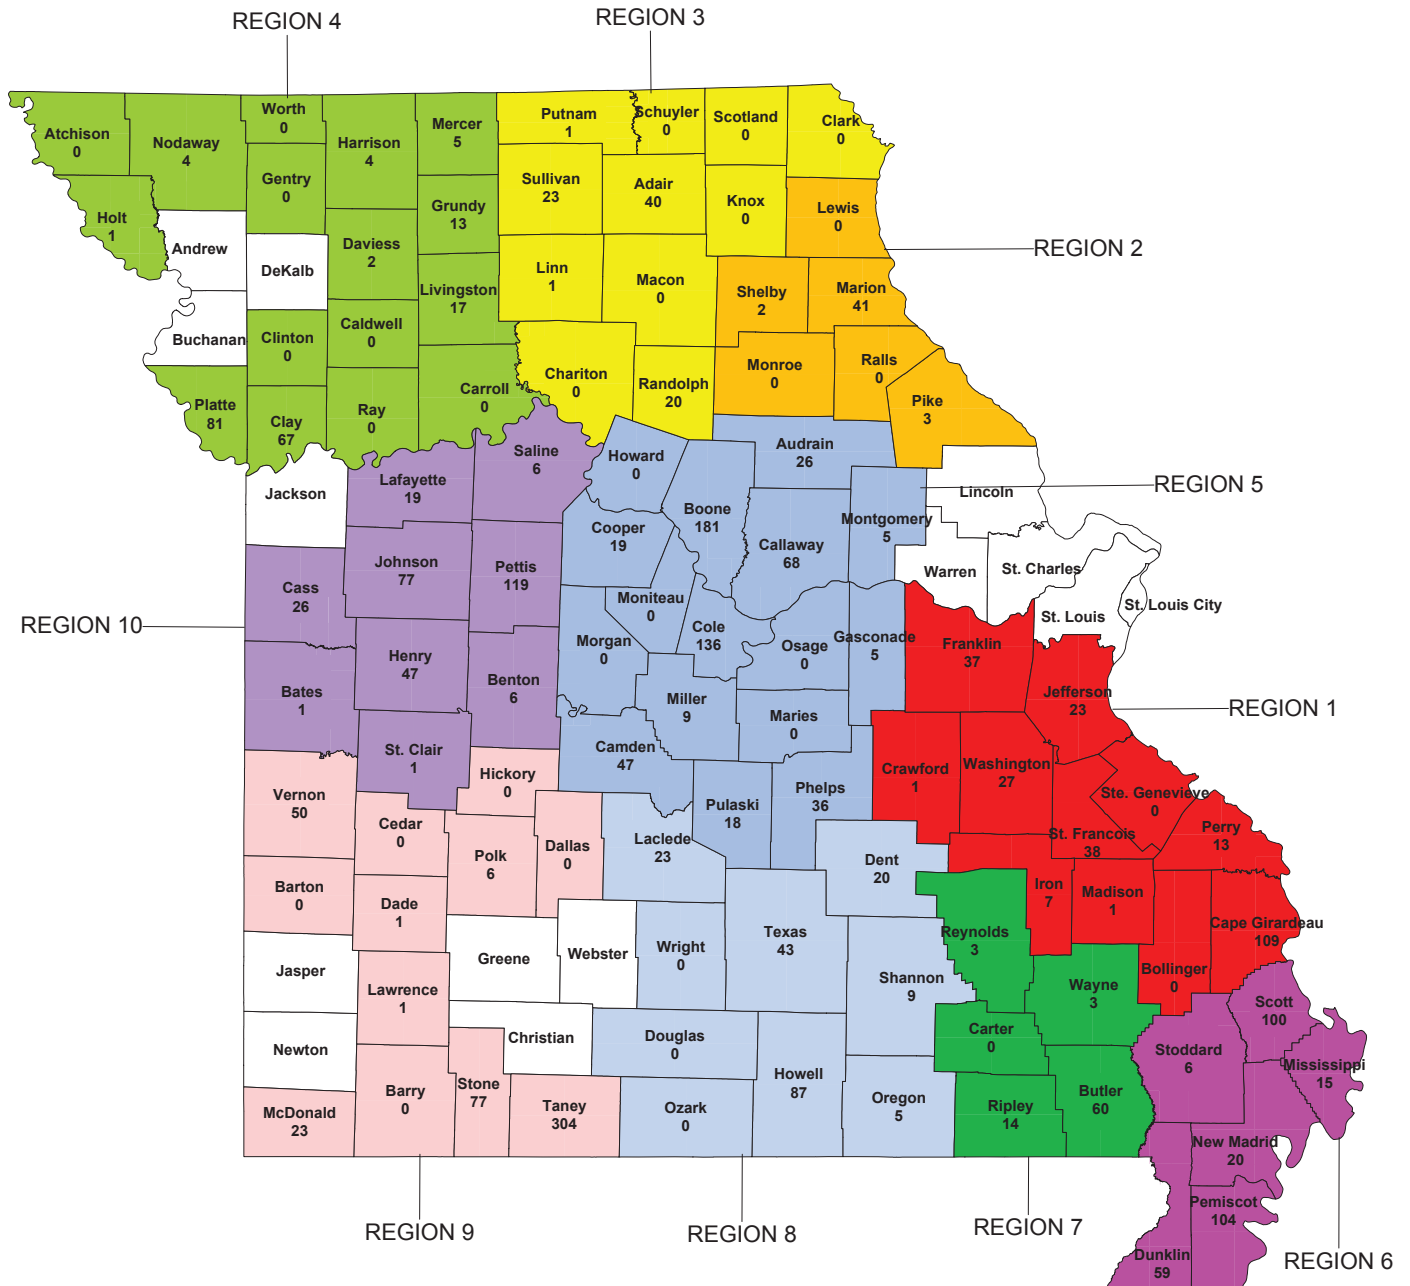 REGION 4
REGION 3
Atchison
0
Nodaway
4
Worth
0
Harrison
4
Mercer
5
Putnam
1
Schuyler
0
Scotland
0
Clark
0
Gentry
0
Grundy
13
Sullivan
23
Adair
40
Knox
0
Lewis
0
Holt
1
Andrew
DeKalb
Daviess
2
REGION 2
Livingston
17
Linn
1
Macon
0
Shelby
2
Marion
41
Buchanan
Clinton
0
Caldwell
0
Chariton
0
Randolph
20
Monroe
0
Ralls
0
Platte
81
Clay
67
Ray
0
Carroll
0
Pike
3
Jackson
Lafayette
19
Saline
6
Howard
0
Audrain
26
Lincoln
REGION 5
Cooper
19
Boone
181
Callaway
68
Montgomery
5
Warren
St. Charles
St. Louis
St. Louis City
Cass
26
Johnson
77
Pettis
119
REGION 10
Moniteau
0
Morgan
0
Cole
136
Osage
0
Gasconade
5
Franklin
37
Bates
1
Henry
47
Benton
6
Miller
9
Maries
0
Jefferson
23
REGION 1
St. Clair
1
Camden
47
Crawford
1
Washington
27
Ste. Genevieve
0
Vernon
50
Hickory
0
Pulaski
18
Phelps
36
St. Francois
38
Perry
13
Cedar
0
Polk
6
Dallas
0
Laclede
23
Dent
20
Iron
7
Madison
1
Barton
0
Dade
1
Cape Girardeau
109
Jasper
Greene
Webster
Wright
0
Texas
43
Shannon
9
Reynolds
3
Wayne
3
Bollinger
0
Lawrence
1
Scott
100
Newton
Christian
Douglas
0
Carter
0
Stoddard
6
Mississippi
15
McDonald
23
Barry
0
Stone
77
Taney
304
Ozark
0
Howell
87
Oregon
5
Ripley
14
Butler
60
New Madrid
20
Pemiscot
104
Dunklin
59
REGION 9
REGION 8
REGION 7
REGION 6